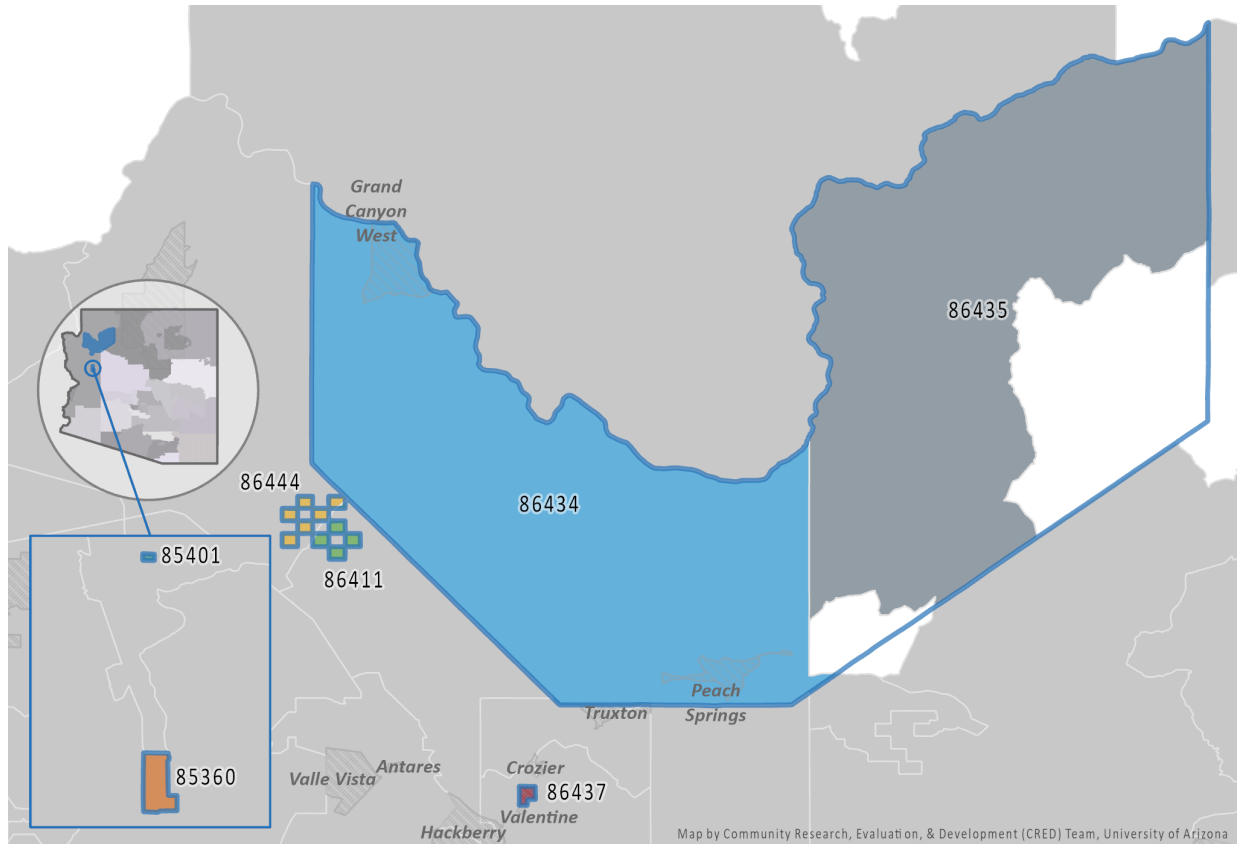 Grand
Canyon
West
86435
86444
86434
86411
85401
Peach
Springs
Truxton
Antares
Valle Vista
85360
Crozier
86437
Valentine
Hackberry
Map by Community Research, Evaluation, & Development (CRED) Team, University of Arizona